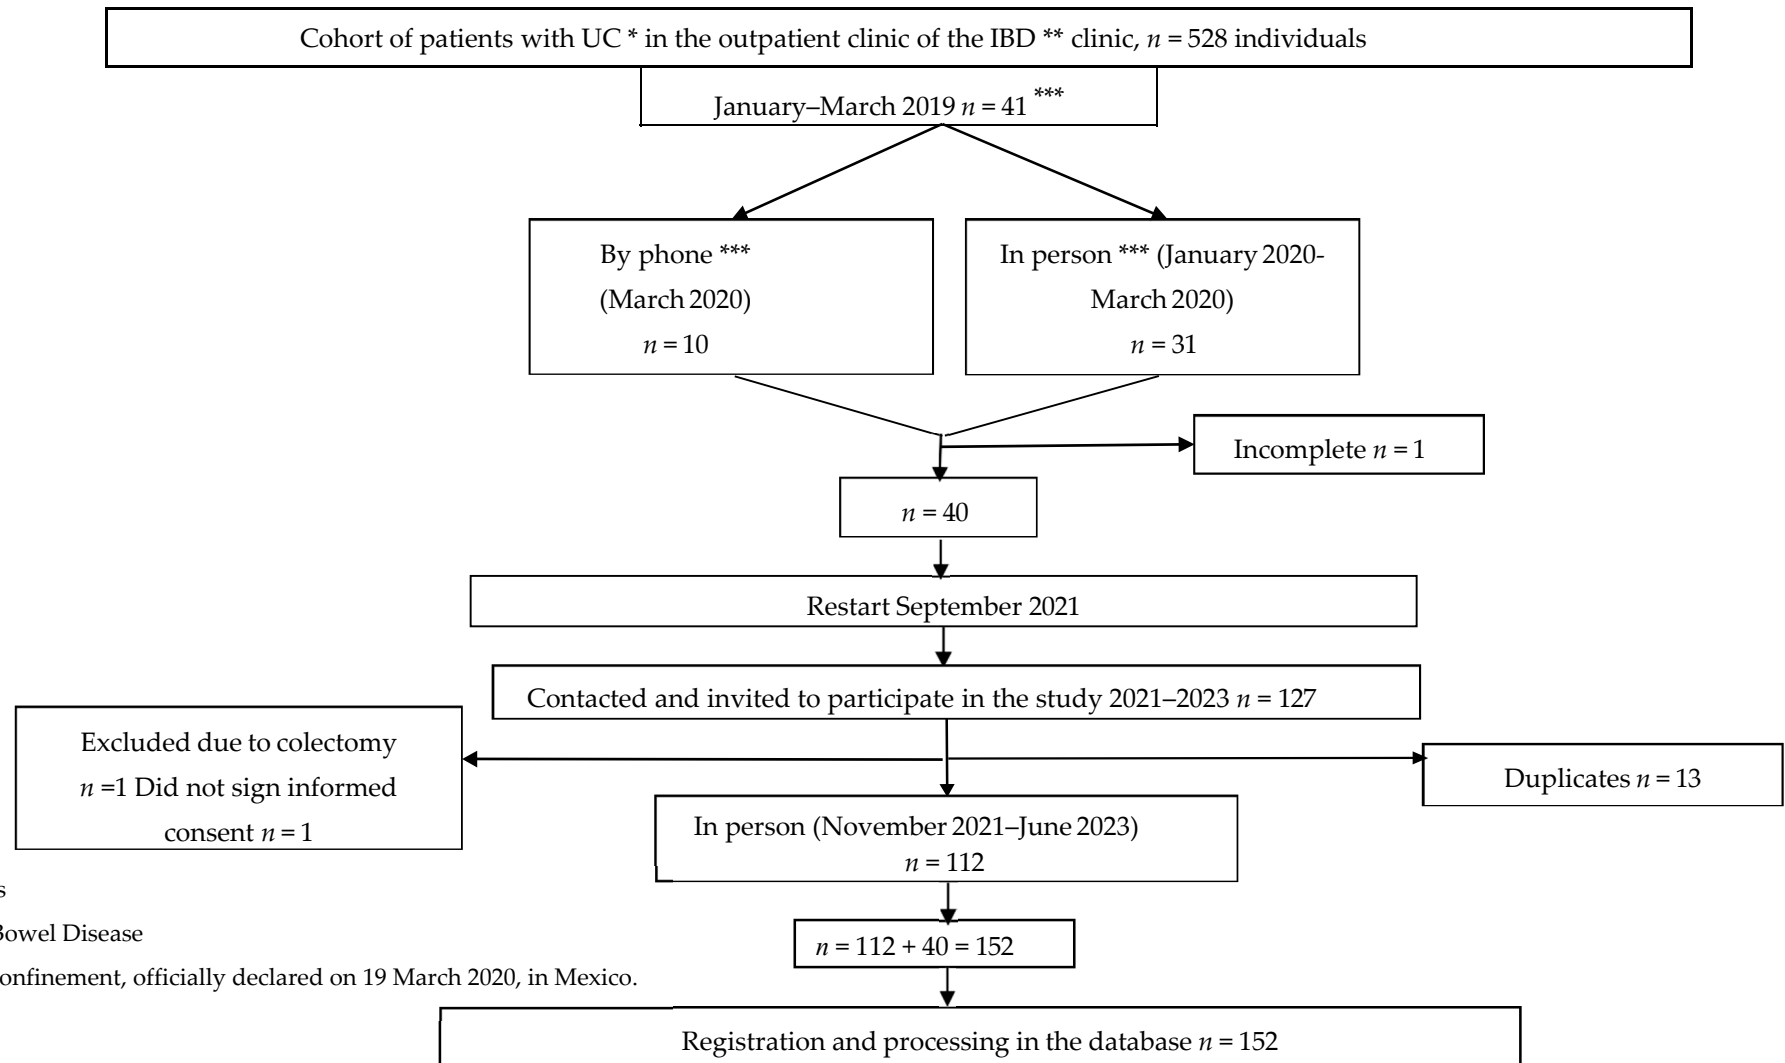 Cohort of patients with UC * in the outpatient clinic of the IBD ** clinic, n = 528 individuals
January–March 2019 n = 41 ***
By phone ***
(March 2020)
n = 10
In person *** (January 2020-
March 2020)
n = 31
Incomplete n = 1
n = 40
Restart September 2021
Contacted and invited to participate in the study 2021–2023 n = 127
Excluded due to colectomy
n =1 Did not sign informed
consent n = 1
Duplicates n = 13
In person (November 2021–June 2023)
n = 112
n = 112 + 40 = 152
Bowel Disease
onfinement, officially declared on 19 March 2020, in Mexico.
Registration and processing in the database n = 152